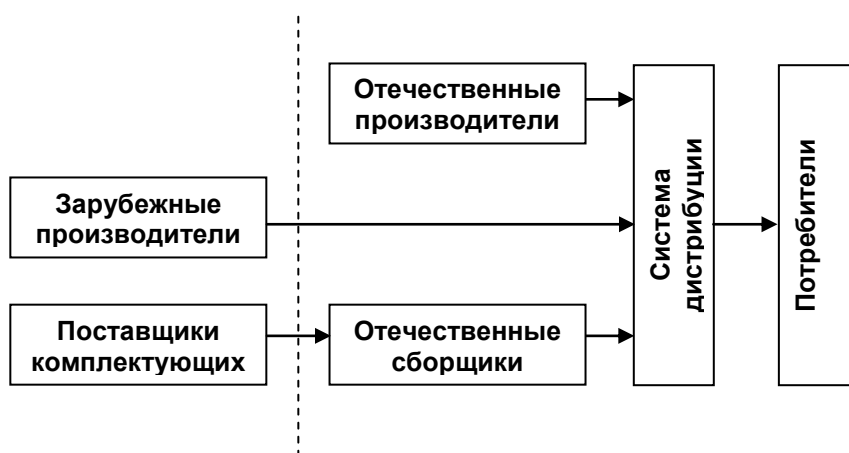 Отечественные
производители
Зарубежные
производители
Поставщики
комплектующих
Отечественные
сборщики
Система
дистрибуции
Потребители